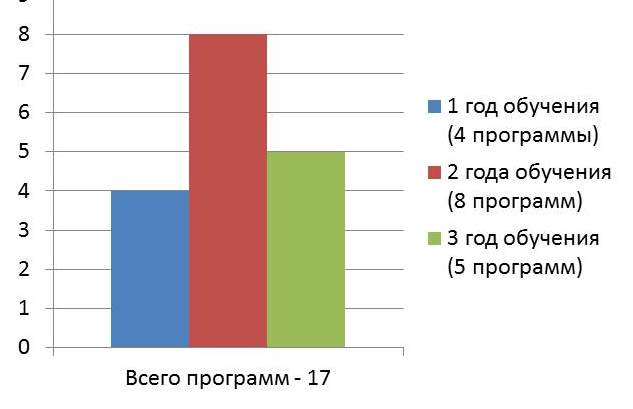 8
7
6
5
4
3
2
1
0
Всего программ - 17
1 год обучения
(4 программы)
2 года обучения
(8 программ)
3 год обучения
(5 программ)